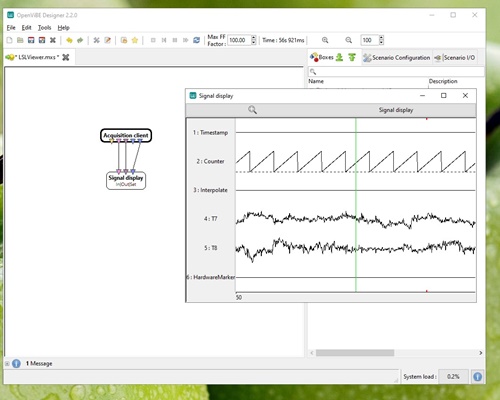 OpenViBE Designer 2.2.0
File Edit Tools Help
Max FF Factor : 100.00 Time : 56s 921ms 100
* LSLViewer.mxs *
Boxes Scenario Configuration Scenario I/O
Name Description
Acquisition client
Signal display
In|OutSet
Signal display
Signal display
1 : Timestamp
2 : Counter
3 : Interpolate
4 : T7
5 : T8
6 : HardwareMarker
50
1 Message
System load : 0.2%